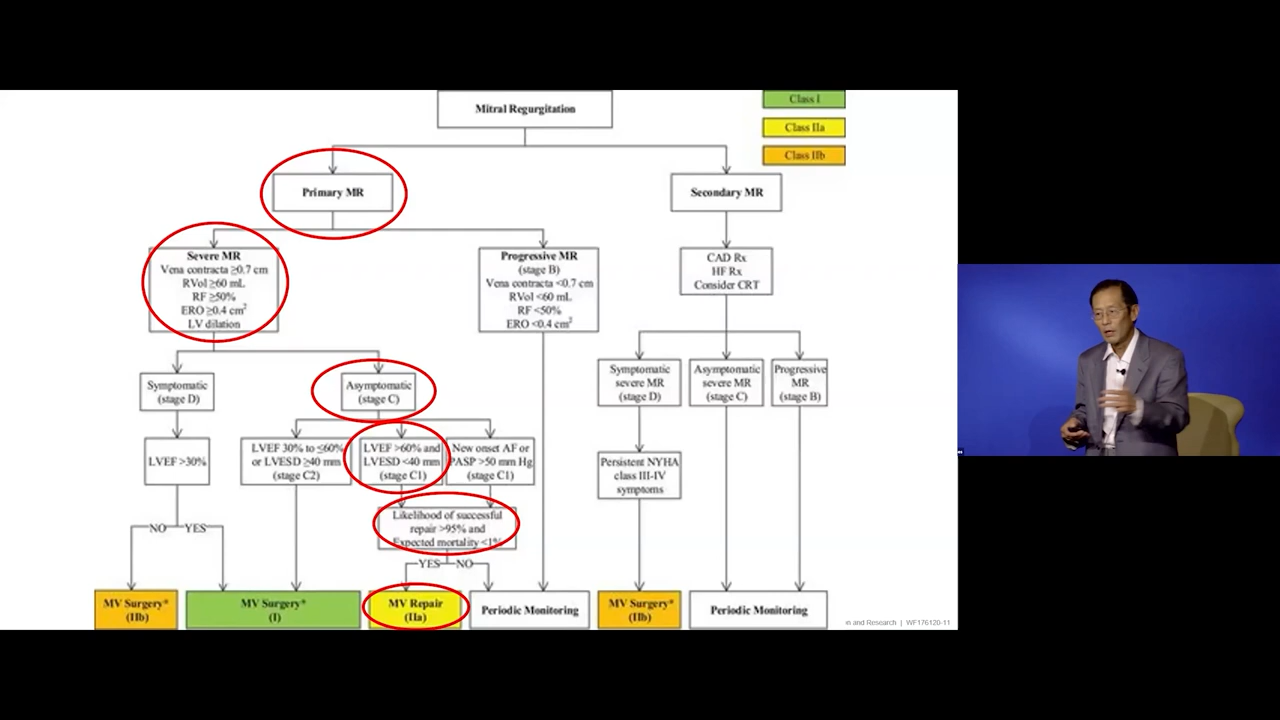 Mitral Regurgitation
Class I
Class IIa
Class IIb
Primary MR
Secondary MR
Severe MR
Vena contracta ≥0.7 cm
RVol ≥60 mL
RF ≥50%
ERO ≥0.4 cm²
LV dilation
Progressive MR
(stage B)
Vena contracta <0.7 cm
RVol <60 mL
RF <50%
ERO <0.4 cm²
CAD Rx
HF Rx
Consider CRT
Symptomatic
(stage D)
Asymptomatic
(stage C)
Symptomatic
severe MR
(stage D)
Asymptomatic
severe MR
(stage C)
Progressive
MR
(stage B)
LVEF >30%
LVEF 30% to ≤60%
or LVESD ≥40 mm
(stage C2)
LVEF >60% and
LVESD <40 mm
(stage C1)
New onset AF or
PASP >50 mm Hg
(stage C1)
Persistent NYHA
class III-IV
symptoms
Likelihood of successful
repair >95% and
Expected mortality <1%
NO YES
YES NO
MV Surgery*
(IIb)
MV Surgery*
(I)
MV Repair
(IIa)
Periodic Monitoring
MV Surgery*
(IIb)
Periodic Monitoring
n and Research | WF176120-11